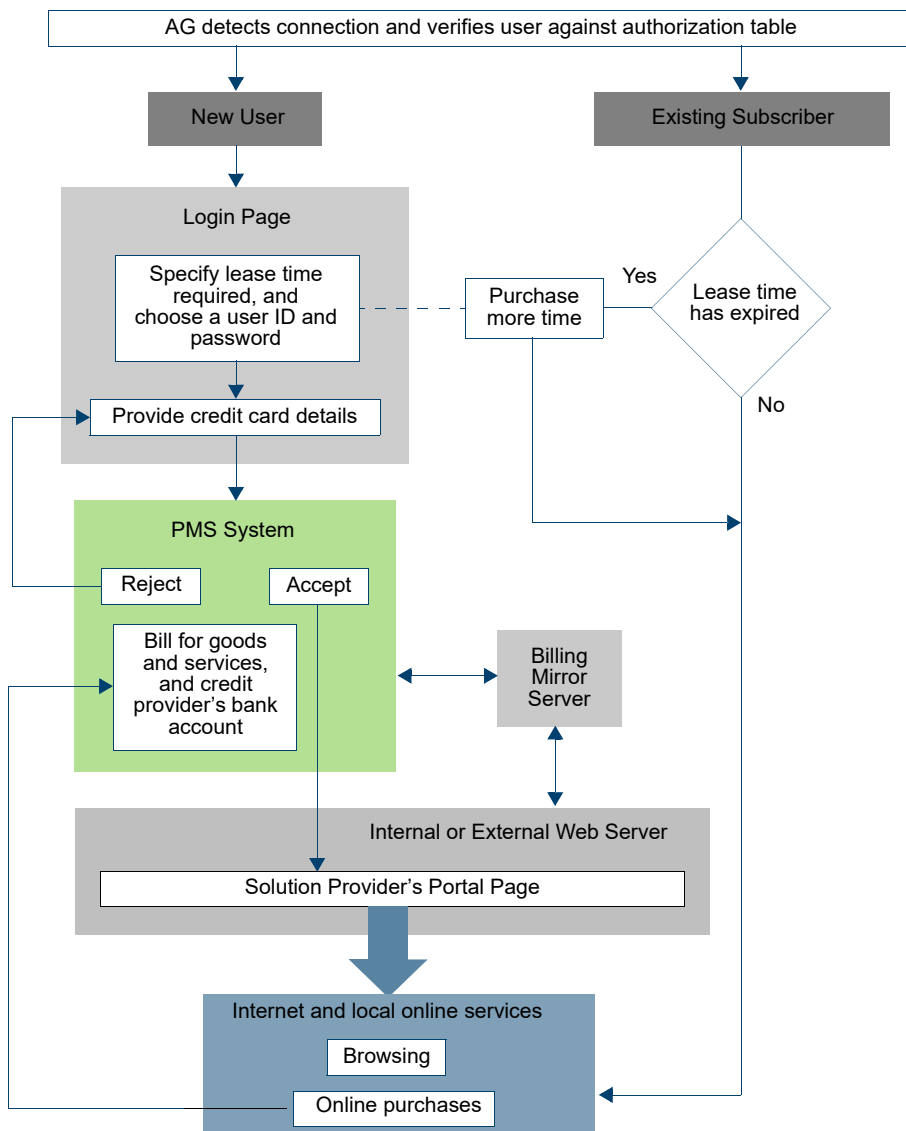 AG detects connection and verifies user against authorization table
New User
Existing Subscriber
Login Page
Specify lease time
required, and
choose a user ID and
password
Provide credit card details
Purchase
more time
Yes
Lease time
has expired
No
PMS System
Reject
Accept
Bill for goods
and services,
and credit
provider’s bank
account
Billing
Mirror
Server
Internal or External Web Server
Solution Provider’s Portal Page
Internet and local online services
Browsing
Online purchases